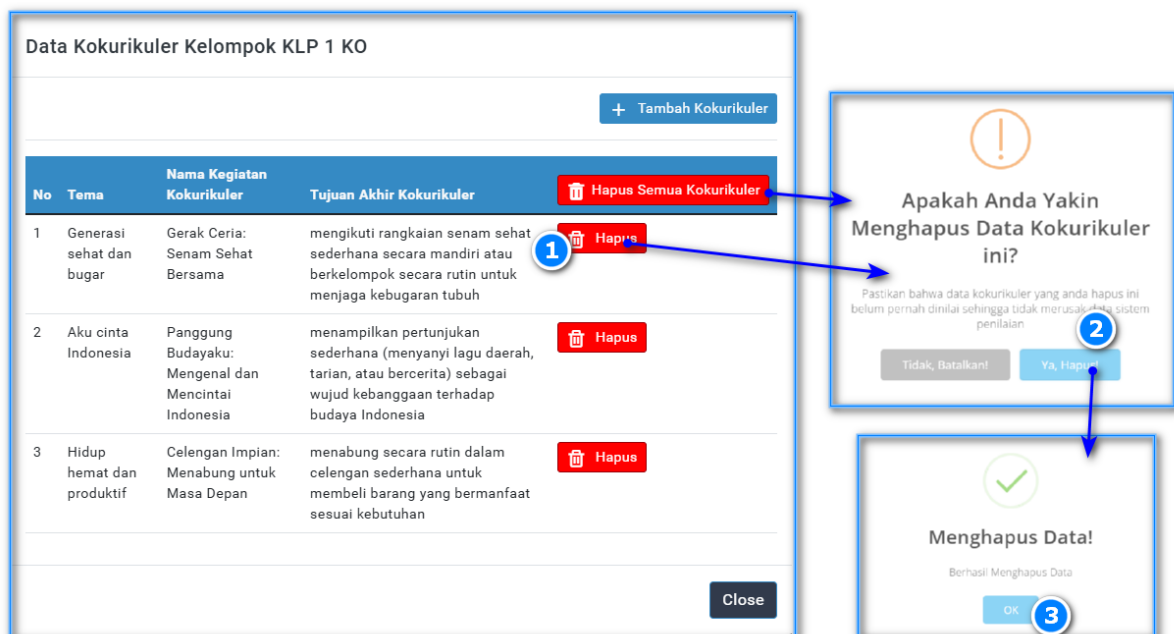 Data Kokurikuler Kelompok KLP 1 KO
+ Tambah Kokurikuler
No Tema Nama Kegiatan Kokurikuler Tujuan Akhir Kokurikuler Hapus Semua Kokurikuler
1 Generasi sehat dan bugar
Gerak Ceria: Senam Sehat Bersama
mengikuti rangkaian senam sehat
sederhana secara mandiri atau
berkelompok secara rutin untuk
menjaga kebugaran tubuh
1
Hapus
2 Aku cinta Indonesia
Panggung Budayaku: Mengenal dan Mencintai Indonesia
menampilkan pertunjukan
sederhana (menyanyi lagu daerah,
tarian, atau bercerita) sebagai
wujud kebanggaan terhadap
budaya Indonesia
Hapus
3 Hidup hemat dan produktif
Celengan Impian: Menabung untuk Masa Depan
menabung secara rutin dalam
celengan sederhana untuk
membeli barang yang bermanfaat
sesuai kebutuhan
Hapus
Close
Apakah Anda Yakin
Menghapus Data Kokurikuler
ini?
Pastikan bahwa data kokurikuler yang anda hapus ini
belum pernah dinilai sehingga tidak merusak data sistem
penilaian
2
Tidak, Batalkan! Ya, Hapus!
Menghapus Data!
Berhasil Menghapus Data
OK
3